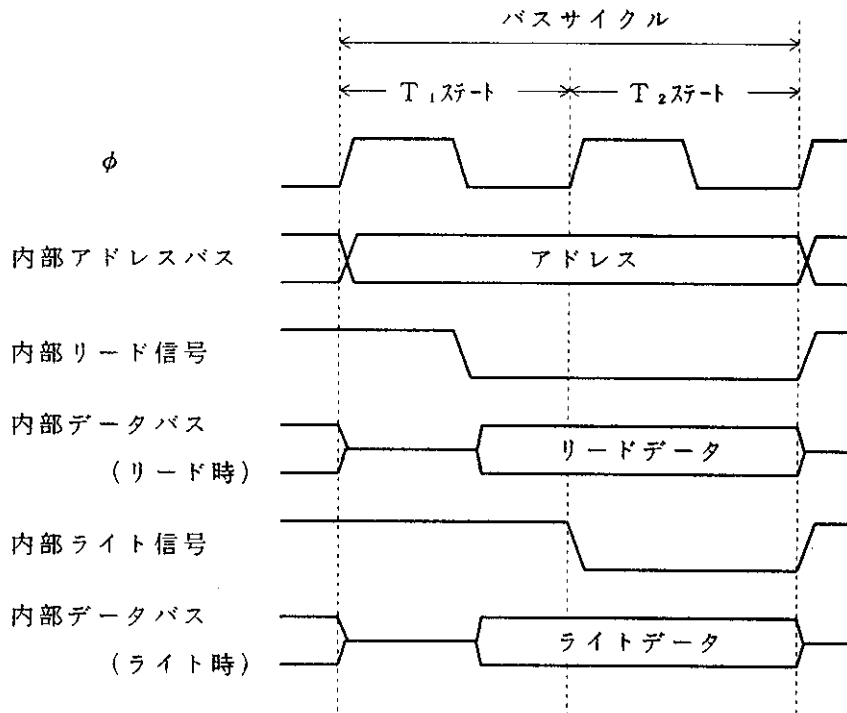 バスサイクル
T₁ステート
T₂ステート
φ
内部アドレスバス
アドレス
内部リード信号
内部データバス
(リード時)
リードデータ
内部ライト信号
内部データバス
(ライト時)
ライトデータ